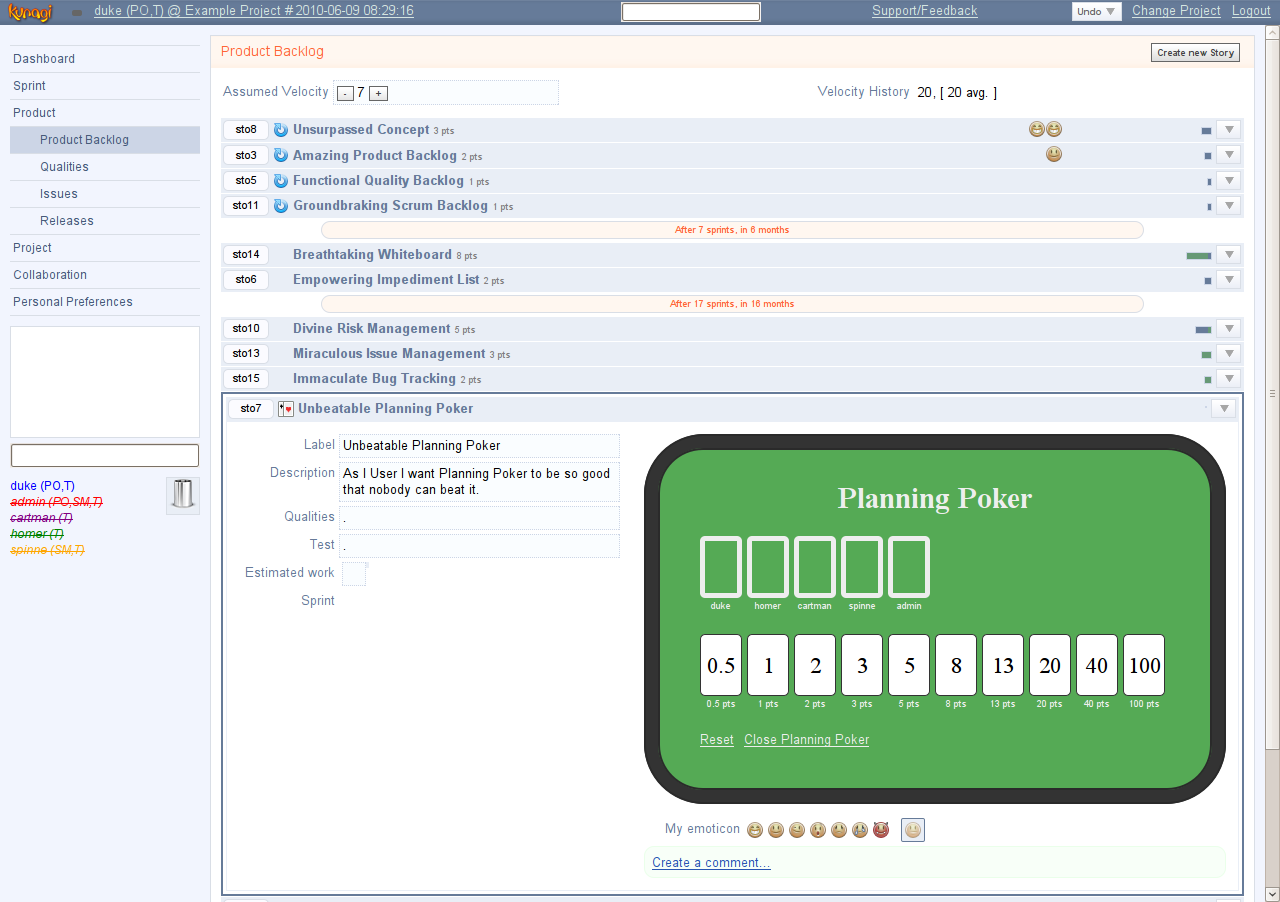 kunagi duke (PO,T) @ Example Project # 2010-06-09 08:29:16 Support/Feedback Undo ▼ Change Project Logout
Dashboard
Sprint
Product
Product Backlog
Qualities
Issues
Releases
Project
Collaboration
Personal Preferences
duke (PO,T)
admin (PO,SM,T)
cartman (T)
homer (T)
spinne (SM,T)
Product Backlog Create new Story
Assumed Velocity - 7 + Velocity History 20, [ 20 avg. ]
sto8 Unsurpassed Concept 3 pts
sto3 Amazing Product Backlog 2 pts
sto5 Functional Quality Backlog 1 pts
sto11 Groundbraking Scrum Backlog 1 pts
After 7 sprints, in 6 months
sto14 Breathtaking Whiteboard 8 pts
sto6 Empowering Impediment List 2 pts
After 17 sprints, in 16 months
sto10 Divine Risk Management 5 pts
sto13 Miraculous Issue Management 3 pts
sto15 Immaculate Bug Tracking 2 pts
sto7 Unbeatable Planning Poker
Label Unbeatable Planning Poker
Description As I User I want Planning Poker to be so good
that nobody can beat it.
Qualities .
Test .
Estimated work
Sprint
Planning Poker
duke homer cartman spinne admin
0.5 1 2 3 5 8 13 20 40 100
0.5 pts 1 pts 2 pts 3 pts 5 pts 8 pts 13 pts 20 pts 40 pts 100 pts
Reset Close Planning Poker
My emoticon
Create a comment...